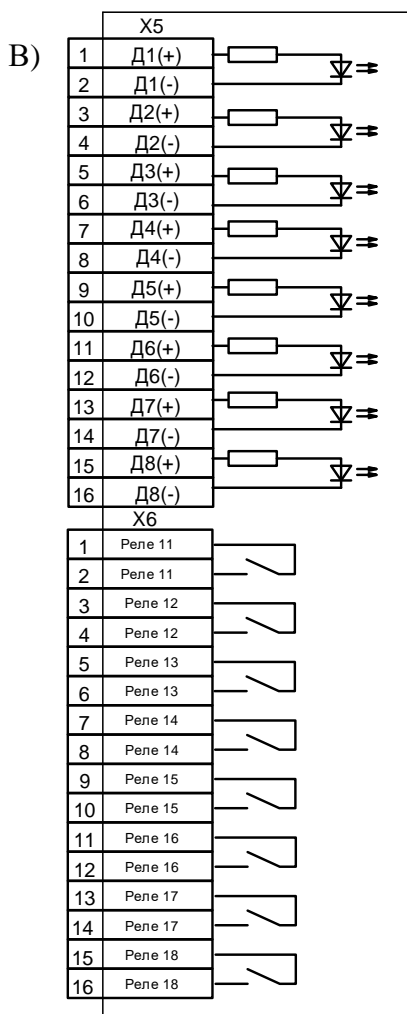 В)
X5
1 Д1(+)
2 Д1(-)
3 Д2(+)
4 Д2(-)
5 Д3(+)
6 Д3(-)
7 Д4(+)
8 Д4(-)
9 Д5(+)
10 Д5(-)
11 Д6(+)
12 Д6(-)
13 Д7(+)
14 Д7(-)
15 Д8(+)
16 Д8(-)
X6
1 Реле 11
2 Реле 11
3 Реле 12
4 Реле 12
5 Реле 13
6 Реле 13
7 Реле 14
8 Реле 14
9 Реле 15
10 Реле 15
11 Реле 16
12 Реле 16
13 Реле 17
14 Реле 17
15 Реле 18
16 Реле 18